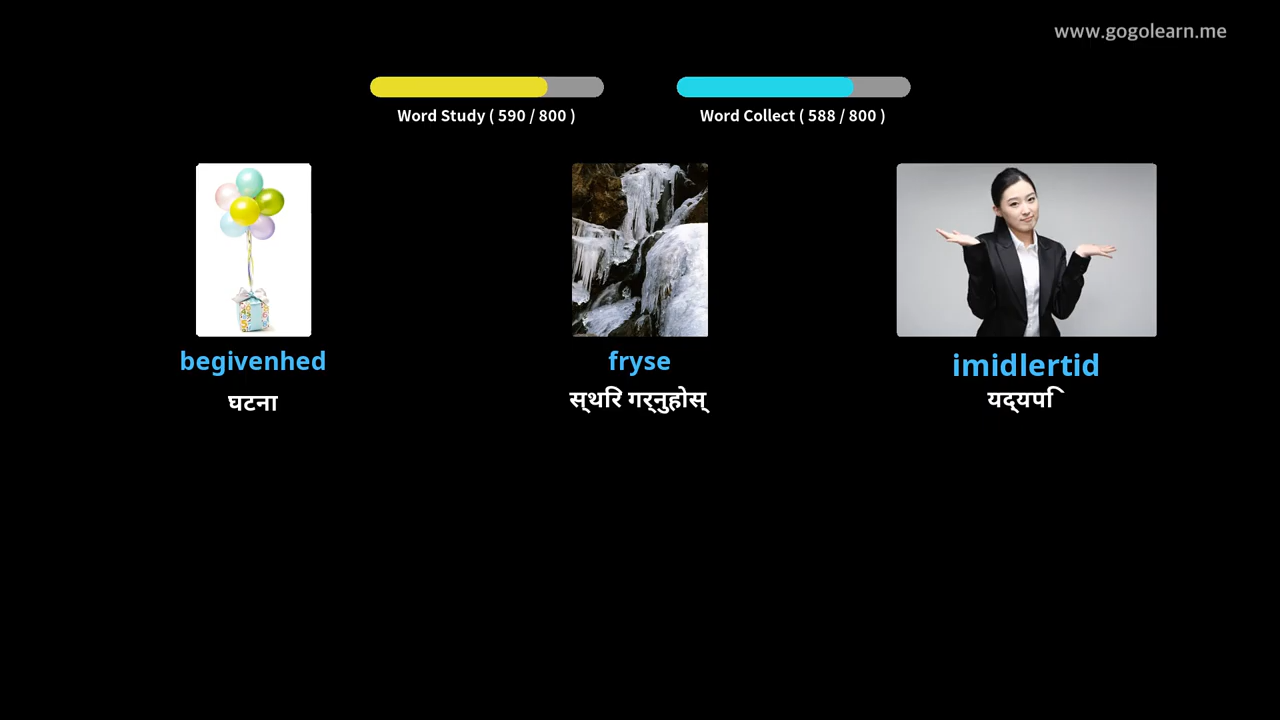 www.gogolearn.me
Word Study ( 590 / 800 )
Word Collect ( 588 / 800 )
begivenhed
fryse
imidlertid
घटना
स्थिर गर्नुहोस्
यद्यपि